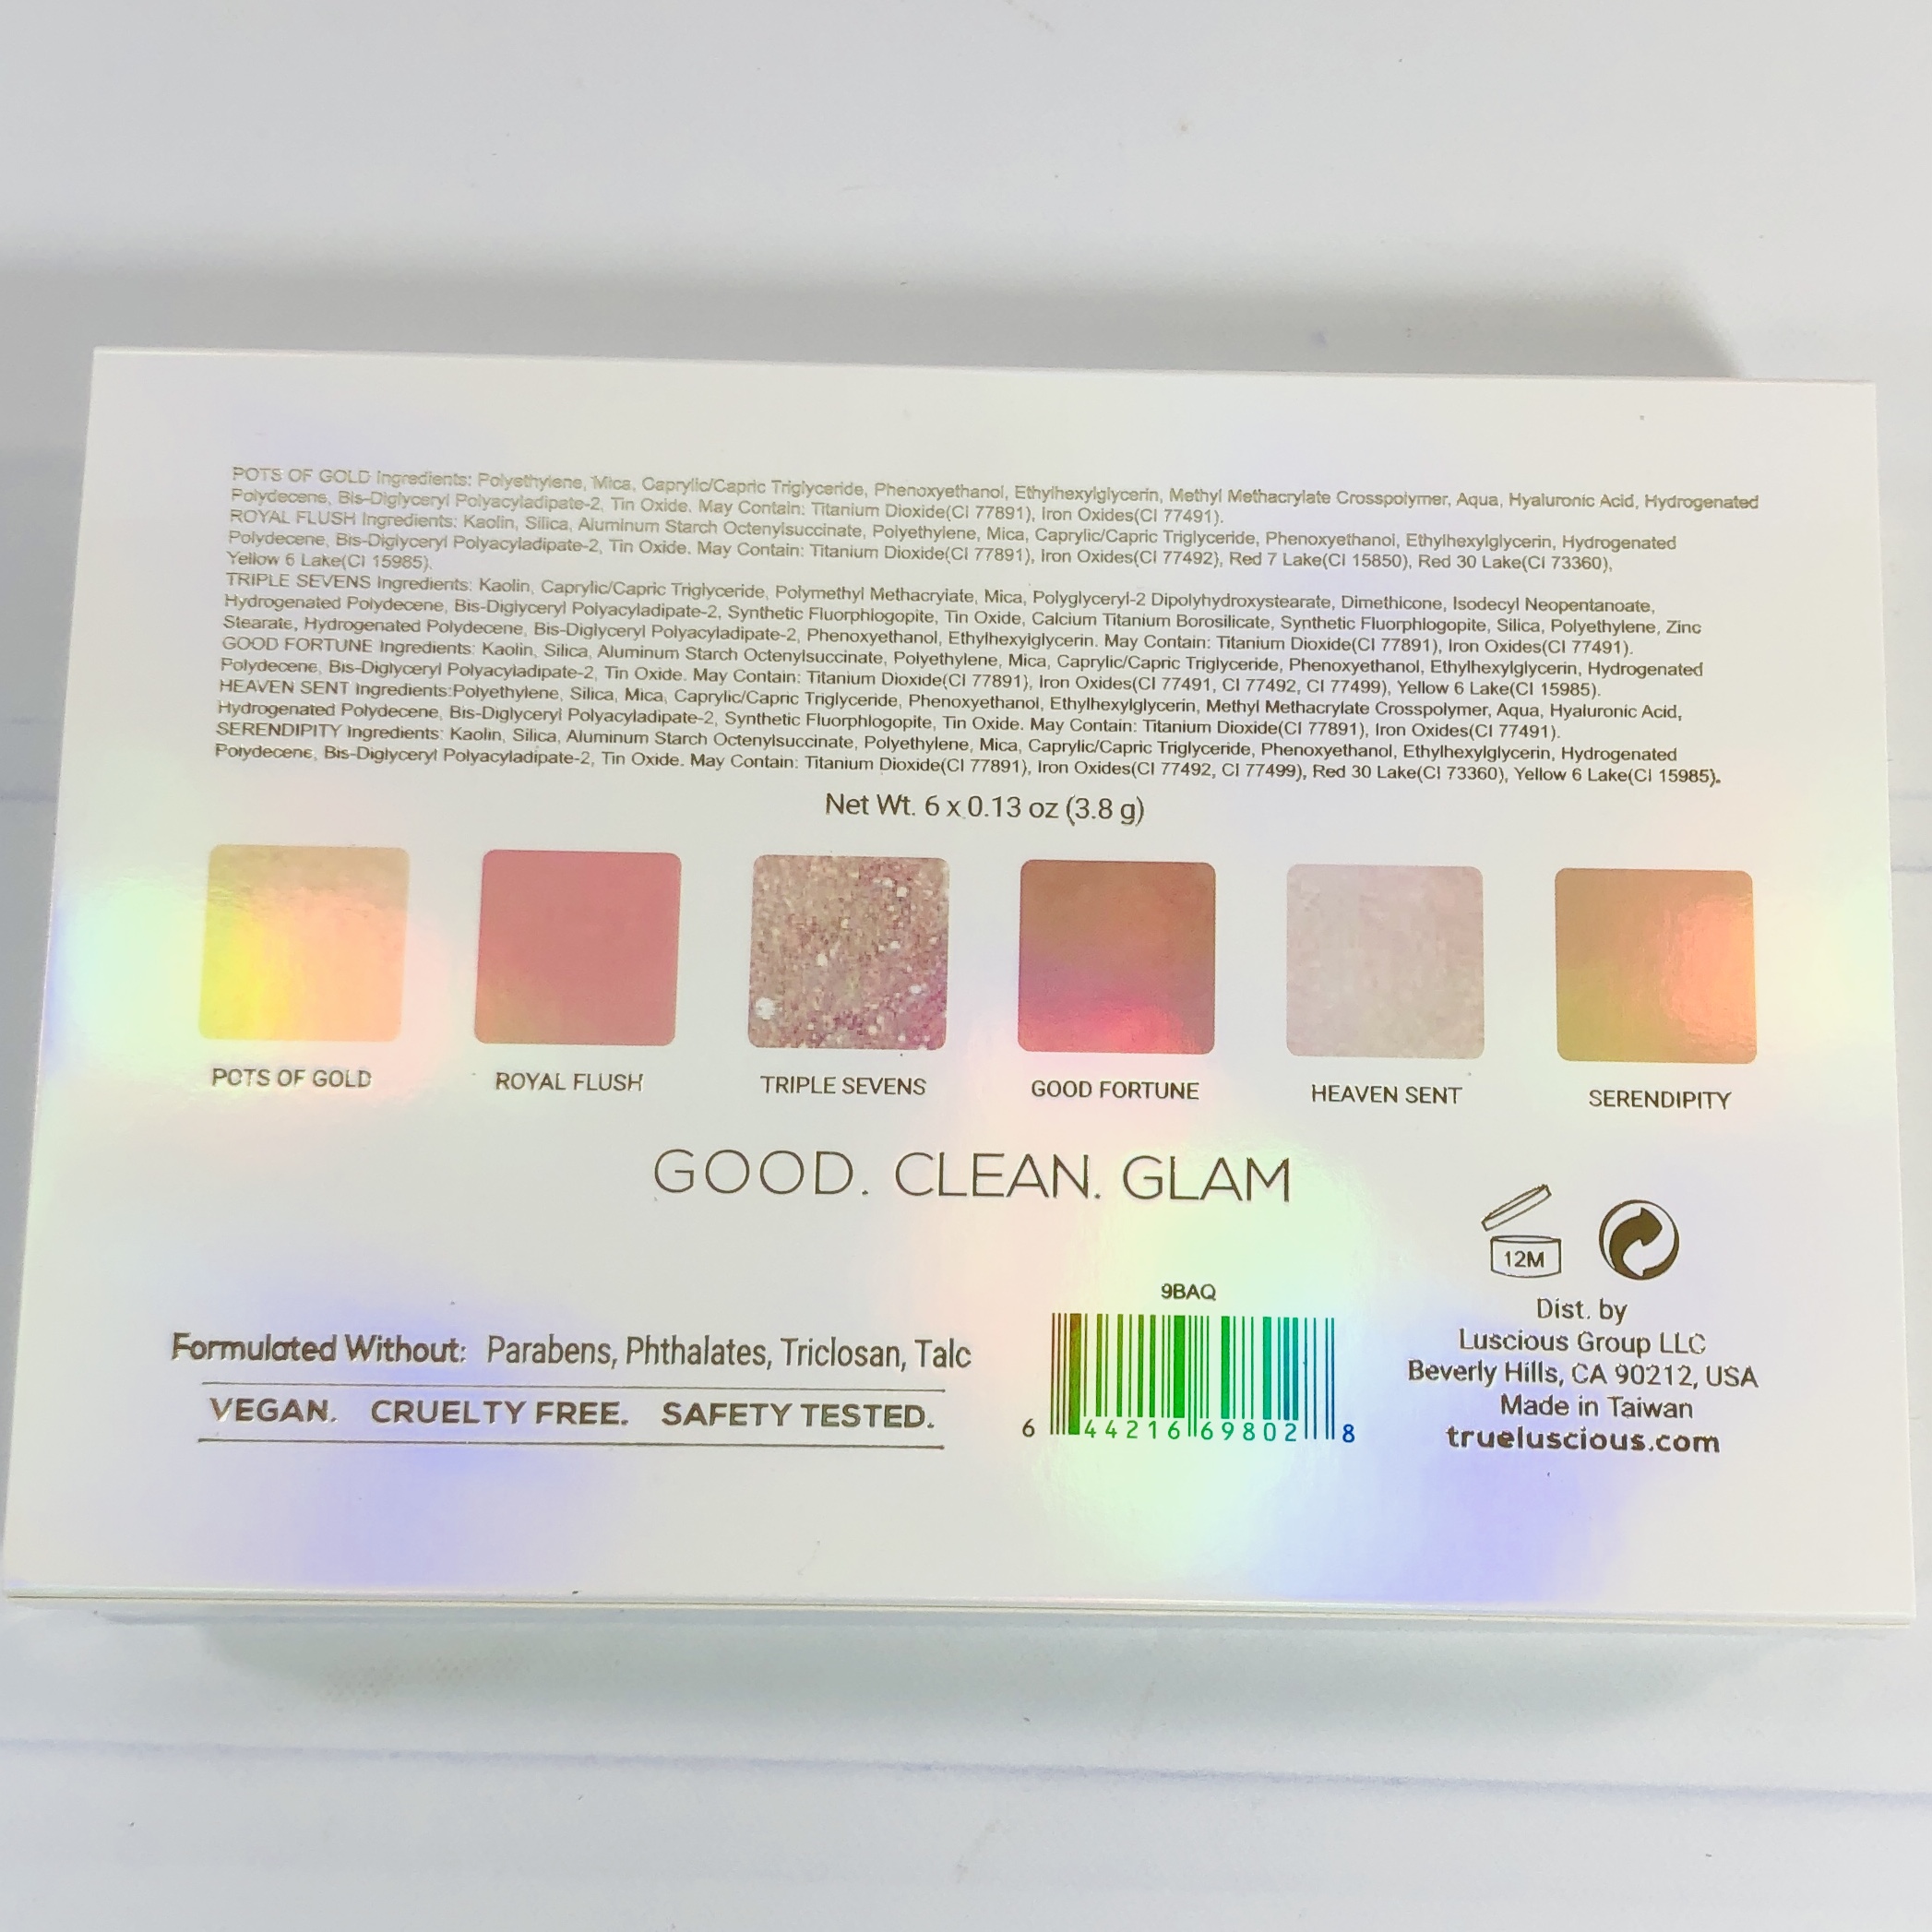 POTS OF GOLD Ingredients: Polyethylene, Mica, Caprylic/Capric Triglyceride, Phenoxyethanol, Ethylhexylglycerin, Methyl Methacrylate Crosspolymer, Aqua, Hyaluronic Acid, Hydrogenated
Polydecene, Bis-Diglyceryl Polyacyladipate-2, Tin Oxide. May Contain: Titanium Dioxide(CI 77891), Iron Oxides(CI 77491).
ROYAL FLUSH Ingredients: Kaolin, Silica, Aluminum Starch Octenylsuccinate, Polyethylene, Mica, Caprylic/Capric Triglyceride, Phenoxyethanol, Ethylhexylglycerin, Hydrogenated
Polydecene, Bis-Diglyceryl Polyacyladipate-2, Tin Oxide. May Contain: Titanium Dioxide(CI 77891), Iron Oxides(CI 77492), Red 7 Lake(CI 15850), Red 30 Lake(CI 73360),
Yellow 6 Lake(CI 15985).
TRIPLE SEVENS Ingredients: Kaolin, Caprylic/Capric Triglyceride, Polymethyl Methacrylate, Mica, Polyglyceryl-2 Dipolyhydroxystearate, Dimethicone, Isodecyl Neopentanoate,
Hydrogenated Polydecene, Bis-Diglyceryl Polyacyladipate-2, Synthetic Fluorphlogopite, Tin Oxide, Calcium Titanium Borosilicate, Synthetic Fluorphlogopite, Silica, Polyethylene, Zinc
Stearate, Hydrogenated Polydecene, Bis-Diglyceryl Polyacyladipate-2, Phenoxyethanol, Ethylhexylglycerin. May Contain: Titanium Dioxide(CI 77891), Iron Oxides(CI 77491).
GOOD FORTUNE Ingredients: Kaolin, Silica, Aluminum Starch Octenylsuccinate, Polyethylene, Mica, Caprylic/Capric Triglyceride, Phenoxyethanol, Ethylhexylglycerin, Hydrogenated
Polydecene, Bis-Diglyceryl Polyacyladipate-2, Tin Oxide. May Contain: Titanium Dioxide(CI 77891), Iron Oxides(CI 77491, CI 77492, CI 77499), Yellow 6 Lake(CI 15985).
HEAVEN SENT Ingredients:Polyethylene, Silica, Mica, Caprylic/Capric Triglyceride, Phenoxyethanol, Ethylhexylglycerin, Methyl Methacrylate Crosspolymer, Aqua, Hyaluronic Acid,
Hydrogenated Polydecene, Bis-Diglyceryl Polyacyladipate-2, Synthetic Fluorphlogopite, Tin Oxide. May Contain: Titanium Dioxide(CI 77891), Iron Oxides(CI 77491).
SERENDIPITY Ingredients: Kaolin, Silica, Aluminum Starch Octenylsuccinate, Polyethylene, Mica, Caprylic/Capric Triglyceride, Phenoxyethanol, Ethylhexylglycerin, Hydrogenated
Polydecene, Bis-Diglyceryl Polyacyladipate-2, Tin Oxide. May Contain: Titanium Dioxide(CI 77891), Iron Oxides(CI 77492, CI 77499), Red 30 Lake(CI 73360), Yellow 6 Lake(CI 15985).
Net Wt. 6 x 0.13 oz (3.8 g)
POTS OF GOLD
ROYAL FLUSH
TRIPLE SEVENS
GOOD FORTUNE
HEAVEN SENT
SERENDIPITY
GOOD. CLEAN. GLAM
Formulated Without: Parabens, Phthalates, Triclosan, Talc
VEGAN. CRUELTY FREE. SAFETY TESTED.
9BAQ
6 44216 69802 8
12M
Dist. by
Luscious Group LLC
Beverly Hills, CA 90212, USA
Made in Taiwan
trueluscious.com